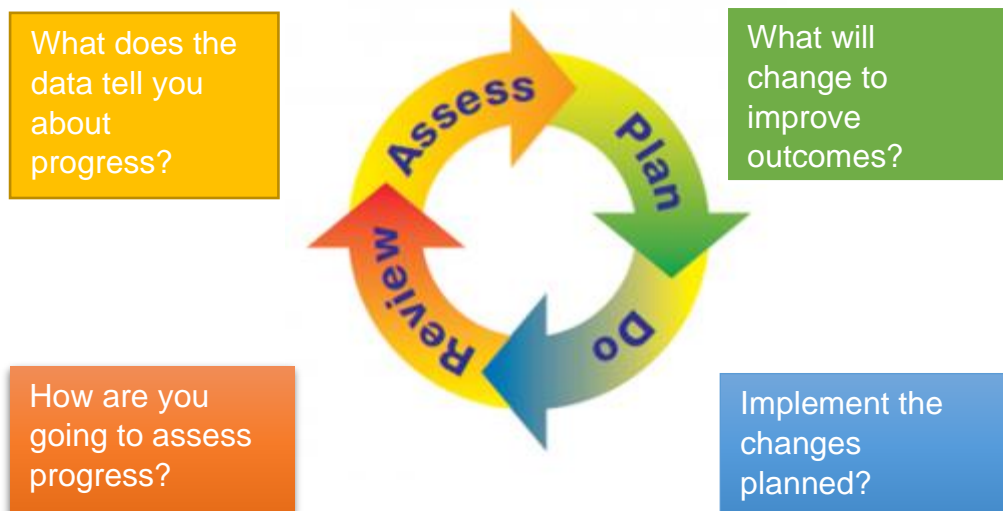 What does the
data tell you
about
progress?
Assess
Plan
What will
change to
improve
outcomes?
Review
Do
How are you
going to assess
progress?
Implement the
changes
planned?